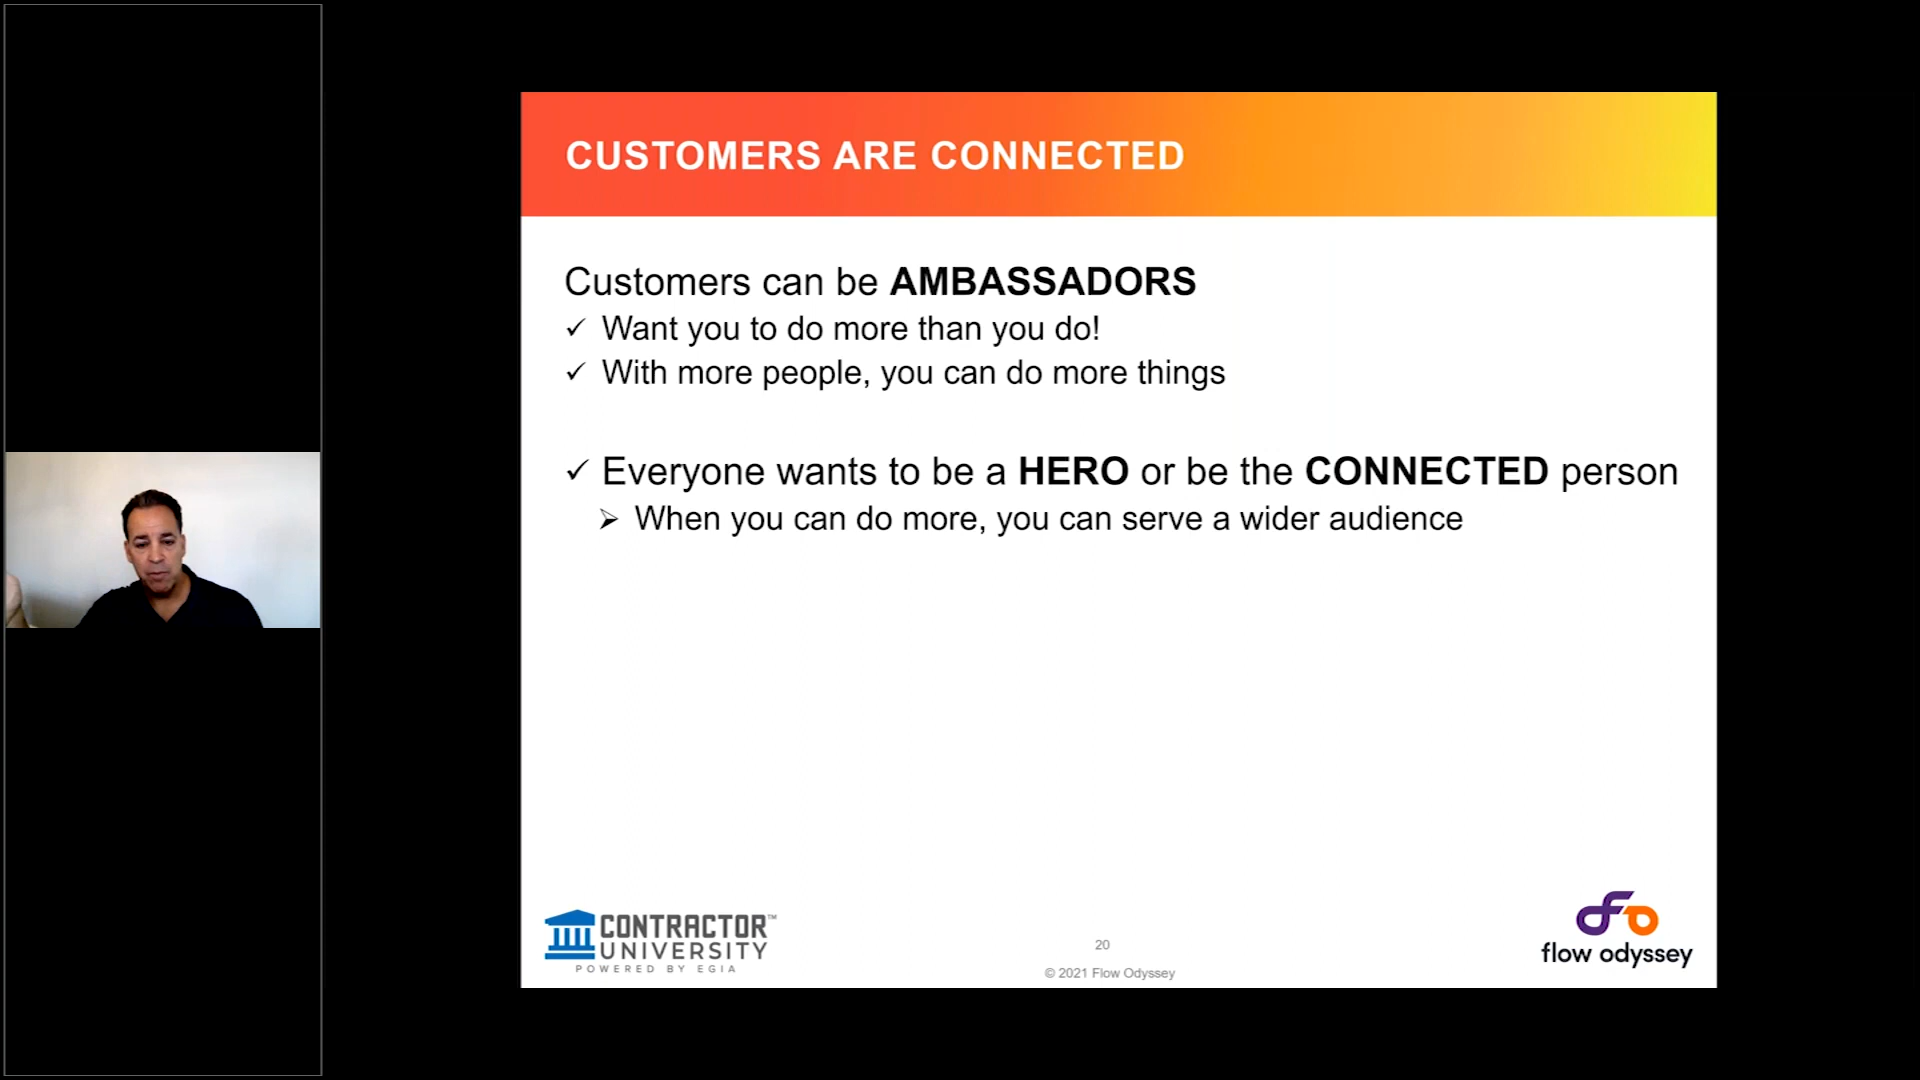 CUSTOMERS ARE CONNECTED
Customers can be AMBASSADORS
✓ Want you to do more than you do!
✓ With more people, you can do more things
✓ Everyone wants to be a HERO or be the CONNECTED person
➢ When you can do more, you can serve a wider audience
CONTRACTOR™
UNIVERSITY
POWERED BY EGIA
20
© 2021 Flow Odyssey
flow odyssey